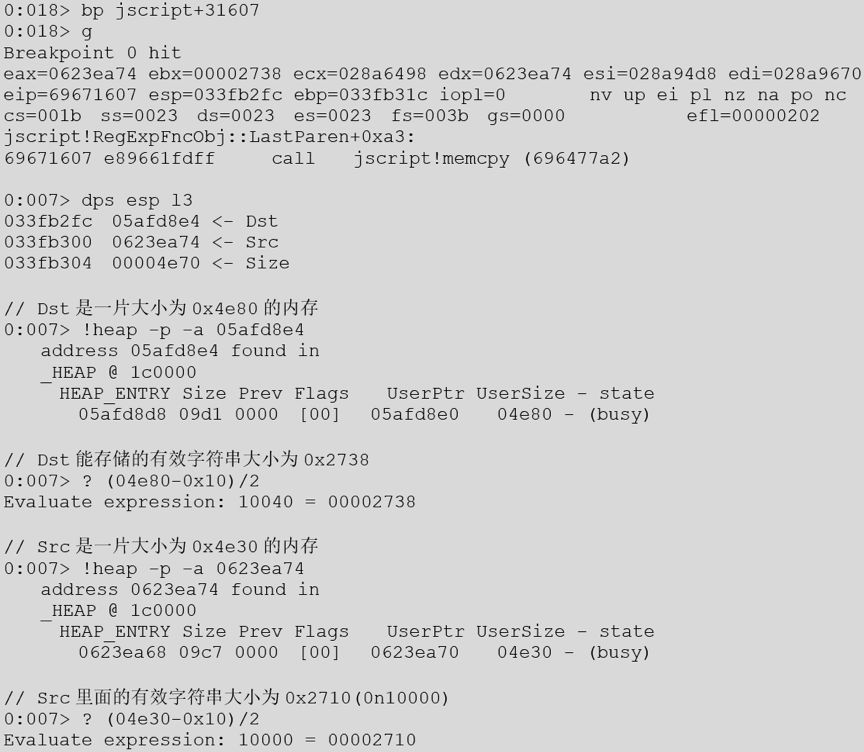 0:018> bp jscript+31607
0:018> g
Breakpoint 0 hit
eax=0623ea74 ebx=00002738 ecx=028a6498 edx=0623ea74 esi=028a94d8 edi=028a9670
eip=69671607 esp=033fb2fc ebp=033fb31c iopl=0         nv up ei pl nz na po nc
cs=001b  ss=0023  ds=0023  es=0023  fs=003b  gs=0000             efl=00000202
jscript!RegExpFncObj::LastParen+0xa3:
69671607 e89661fdff      call    jscript!memcpy (696477a2)
0:007> dps esp l3
033fb2fc  05afd8e4 <- Dst
033fb300  0623ea74 <- Src
033fb304  00004e70 <- Size
// Dst 是一片大小为 0x4e80 的内存
0:007> !heap -p -a 05afd8e4
    address 05afd8e4 found in
    _HEAP @ 1c0000
      HEAP_ENTRY Size Prev Flags    UserPtr UserSize - state
        05afd8d8 09d1 0000  [00]   05afd8e0    04e80 - (busy)
// Dst 能存储的有效字符串大小为 0x2738
0:007> ? (04e80-0x10)/2
Evaluate expression: 10040 = 00002738
// Src 是一片大小为 0x4e30 的内存
0:007> !heap -p -a 0623ea74
    address 0623ea74 found in
    _HEAP @ 1c0000
      HEAP_ENTRY Size Prev Flags    UserPtr UserSize - state
        0623ea68 09c7 0000  [00]   0623ea70    04e30 - (busy)
// Src 里面的有效字符串大小为 0x2710(0n10000)
0:007> ? (04e30-0x10)/2
Evaluate expression: 10000 = 00002710